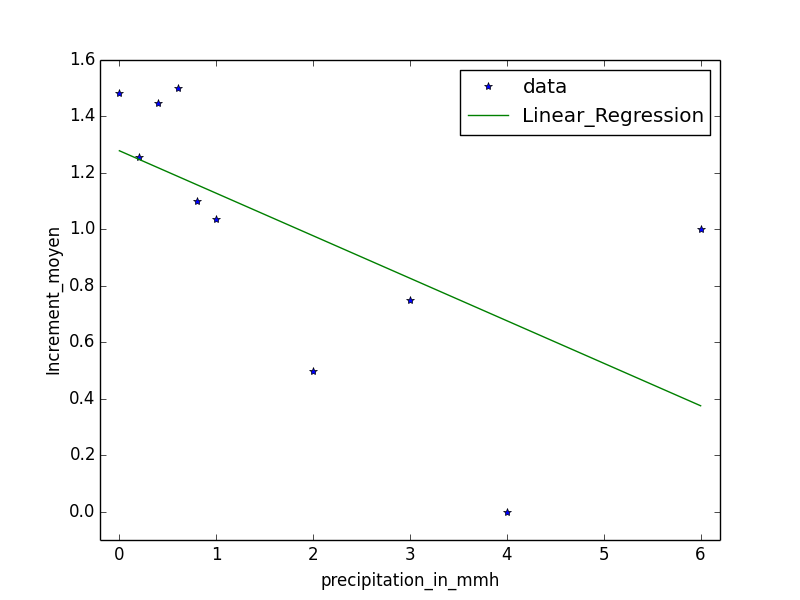 1.6
1.4
1.2
1.0
0.8
0.6
0.4
0.2
0.0
Increment_moyen
data
Linear_Regression
0 1 2 3 4 5 6
precipitation_in_mmh